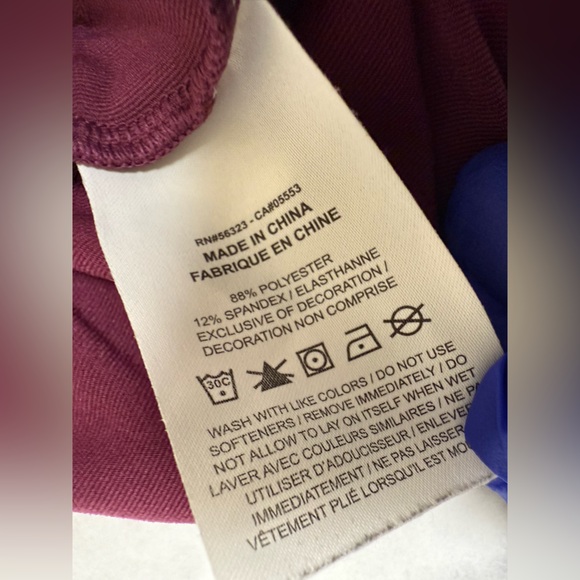 RN#56323 - CA#05553
MADE IN CHINA
FABRIQUE EN CHINE
88% POLYESTER
12% SPANDEX / ELASTHANNE
EXCLUSIVE OF DECORATION /
DECORATION NON COMPRISE
30C
WASH WITH LIKE COLORS / DO NOT USE
SOFTENERS / REMOVE IMMEDIATELY / DO
NOT ALLOW TO LAY ON ITSELF WHEN WET
LAVER AVEC COULEURS SIMILAIRES / NE PA
UTILISER D'ADOUCISSEUR / ENLEVER
IMMEDIATEMENT / NE PAS LAISSER
VÊTEMENT PLIÉ LORSQU'IL EST MO